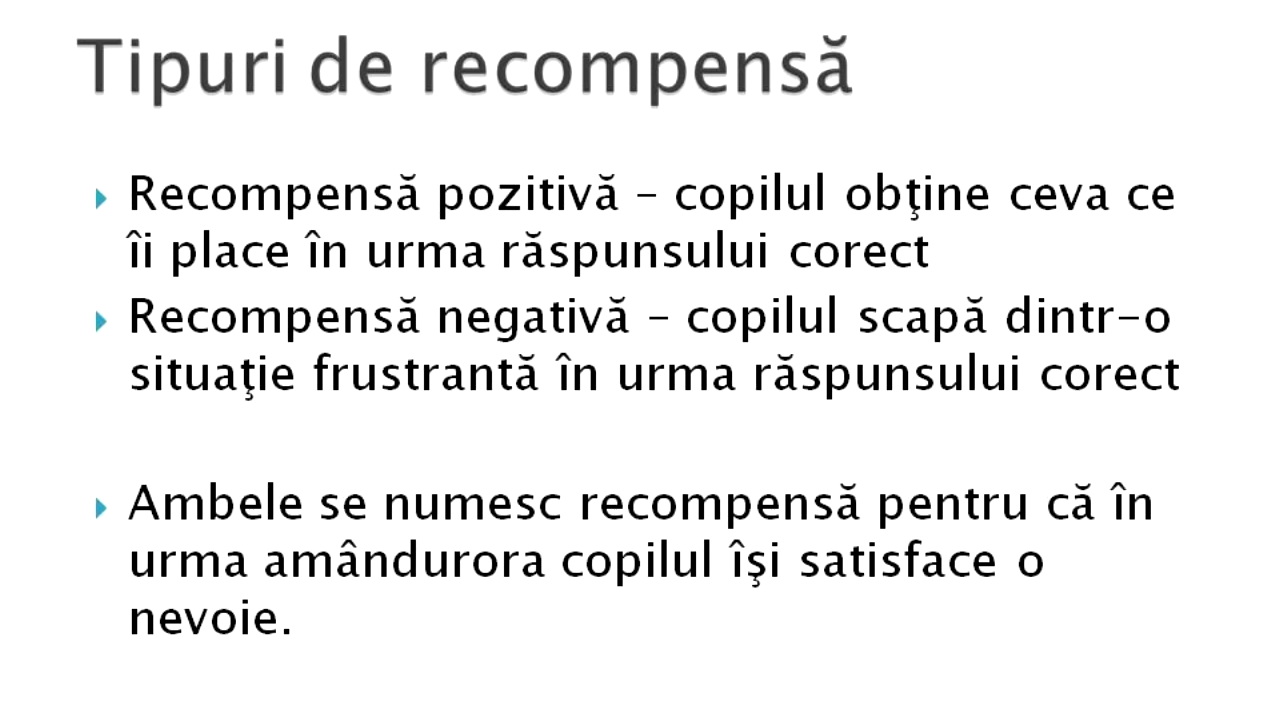 Tipuri de recompensă
Recompensă pozitivă – copilul obţine ceva ce
îi place în urma răspunsului corect
Recompensă negativă – copilul scapă dintr-o
situaţie frustrantă în urma răspunsului corect
Ambele se numesc recompensă pentru că în
urma amândurora copilul îşi satisface o
nevoie.